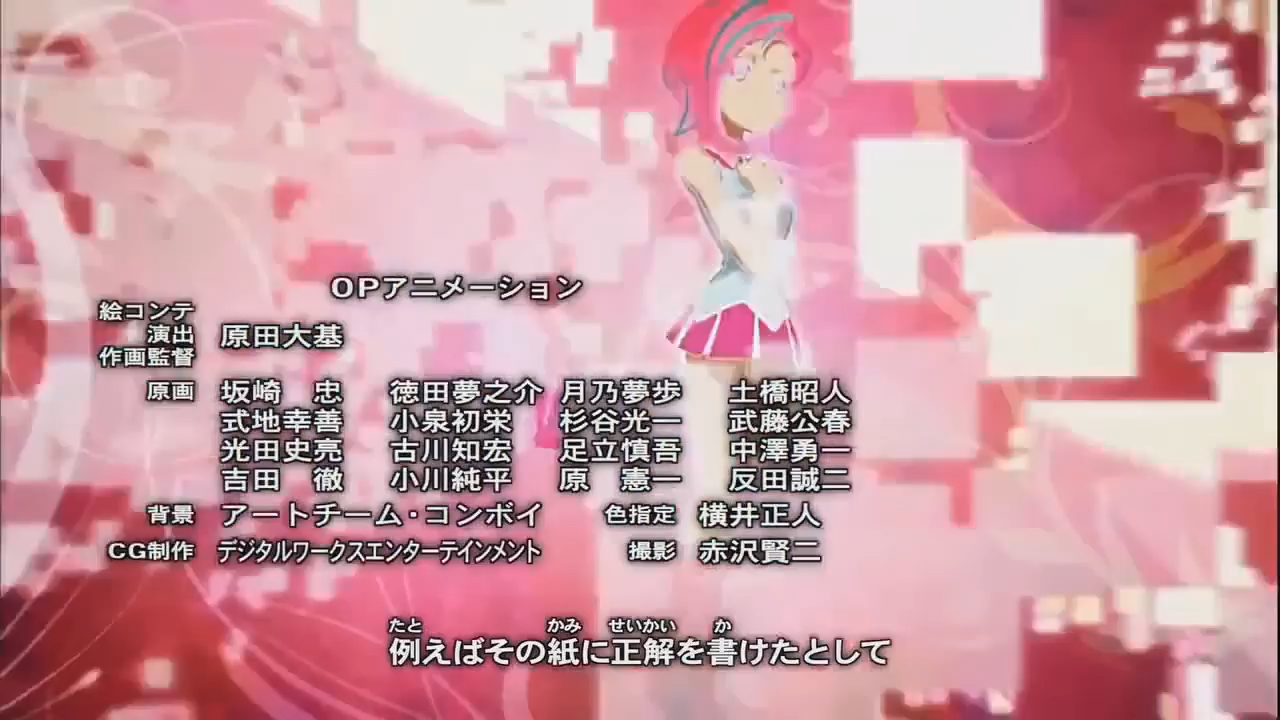 OPアニメーション
絵コンテ
演出 原田大基
作画監督
原画 坂崎 忠 徳田夢之介 月乃夢歩 土橋昭人
式地幸善 小泉初栄 杉谷光一 武藤公春
光田史亮 古川知宏 足立慎吾 中澤勇一
吉田 徹 小川純平 原 憲一 反田誠二
背景 アートチーム・コンボイ 色指定 横井正人
CG制作 デジタルワークスエンターテインメント 撮影 赤沢賢二
たと かみ せいかい か
例えばその紙に正解を書けたとして